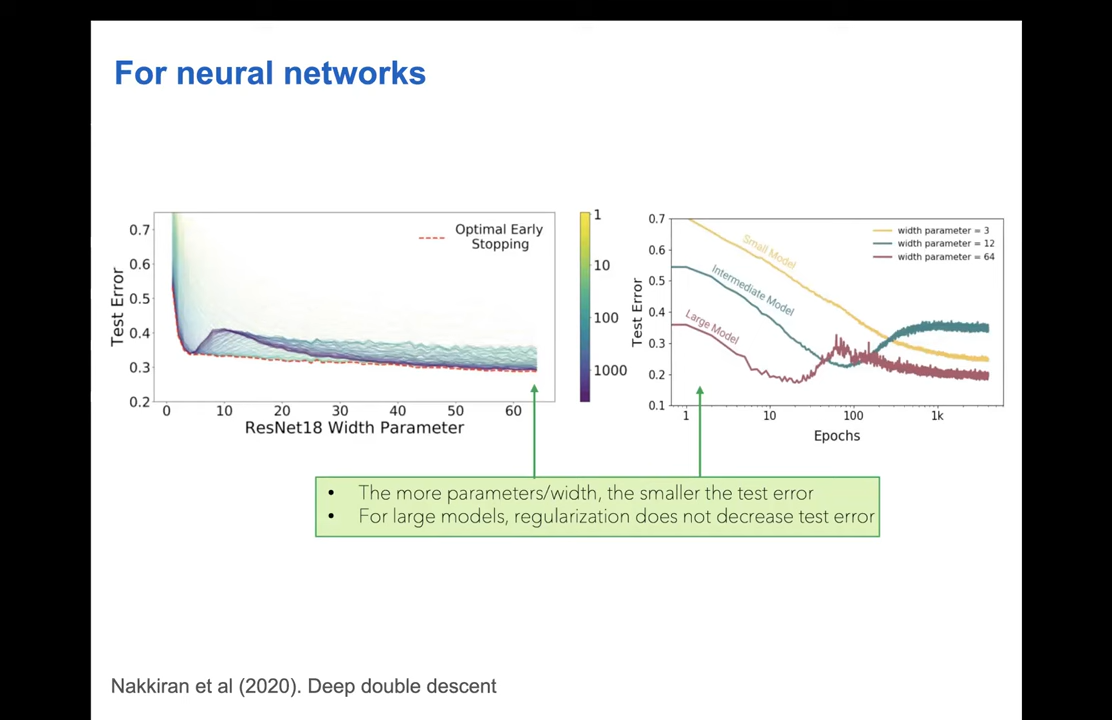 For neural networks
Test Error
0.7
0.6
0.5
0.4
0.3
0.2
0
10
20
30
40
50
60
ResNet18 Width Parameter
Optimal Early
Stopping
1
10
100
1000
Test Error
0.7
0.6
0.5
0.4
0.3
0.2
0.1
1
10
100
1k
Epochs
Small Model
Intermediate Model
Large Model
width parameter = 3
width parameter = 12
width parameter = 64
• The more parameters/width, the smaller the test error
• For large models, regularization does not decrease test error
Nakkiran et al (2020). Deep double descent